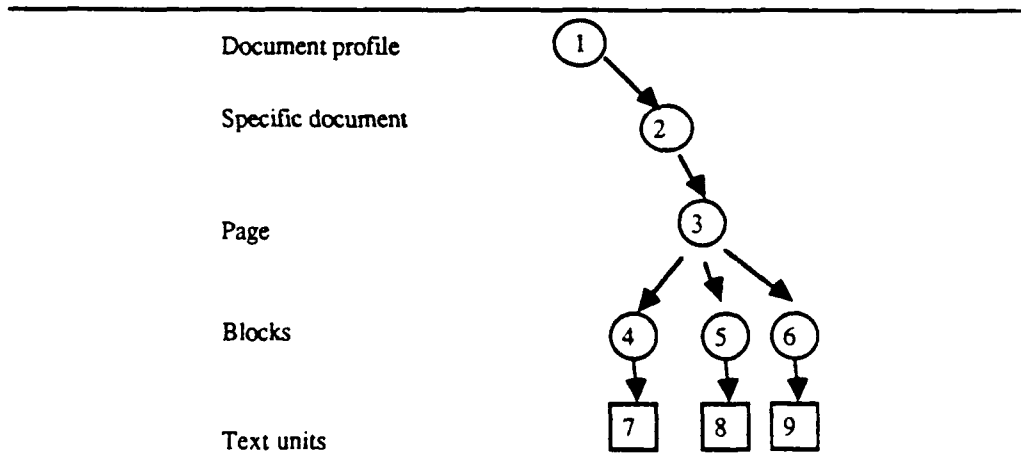 Document profile 1
Specific document 2
Page 3
Blocks 4 5 6
Text units 7 8 9